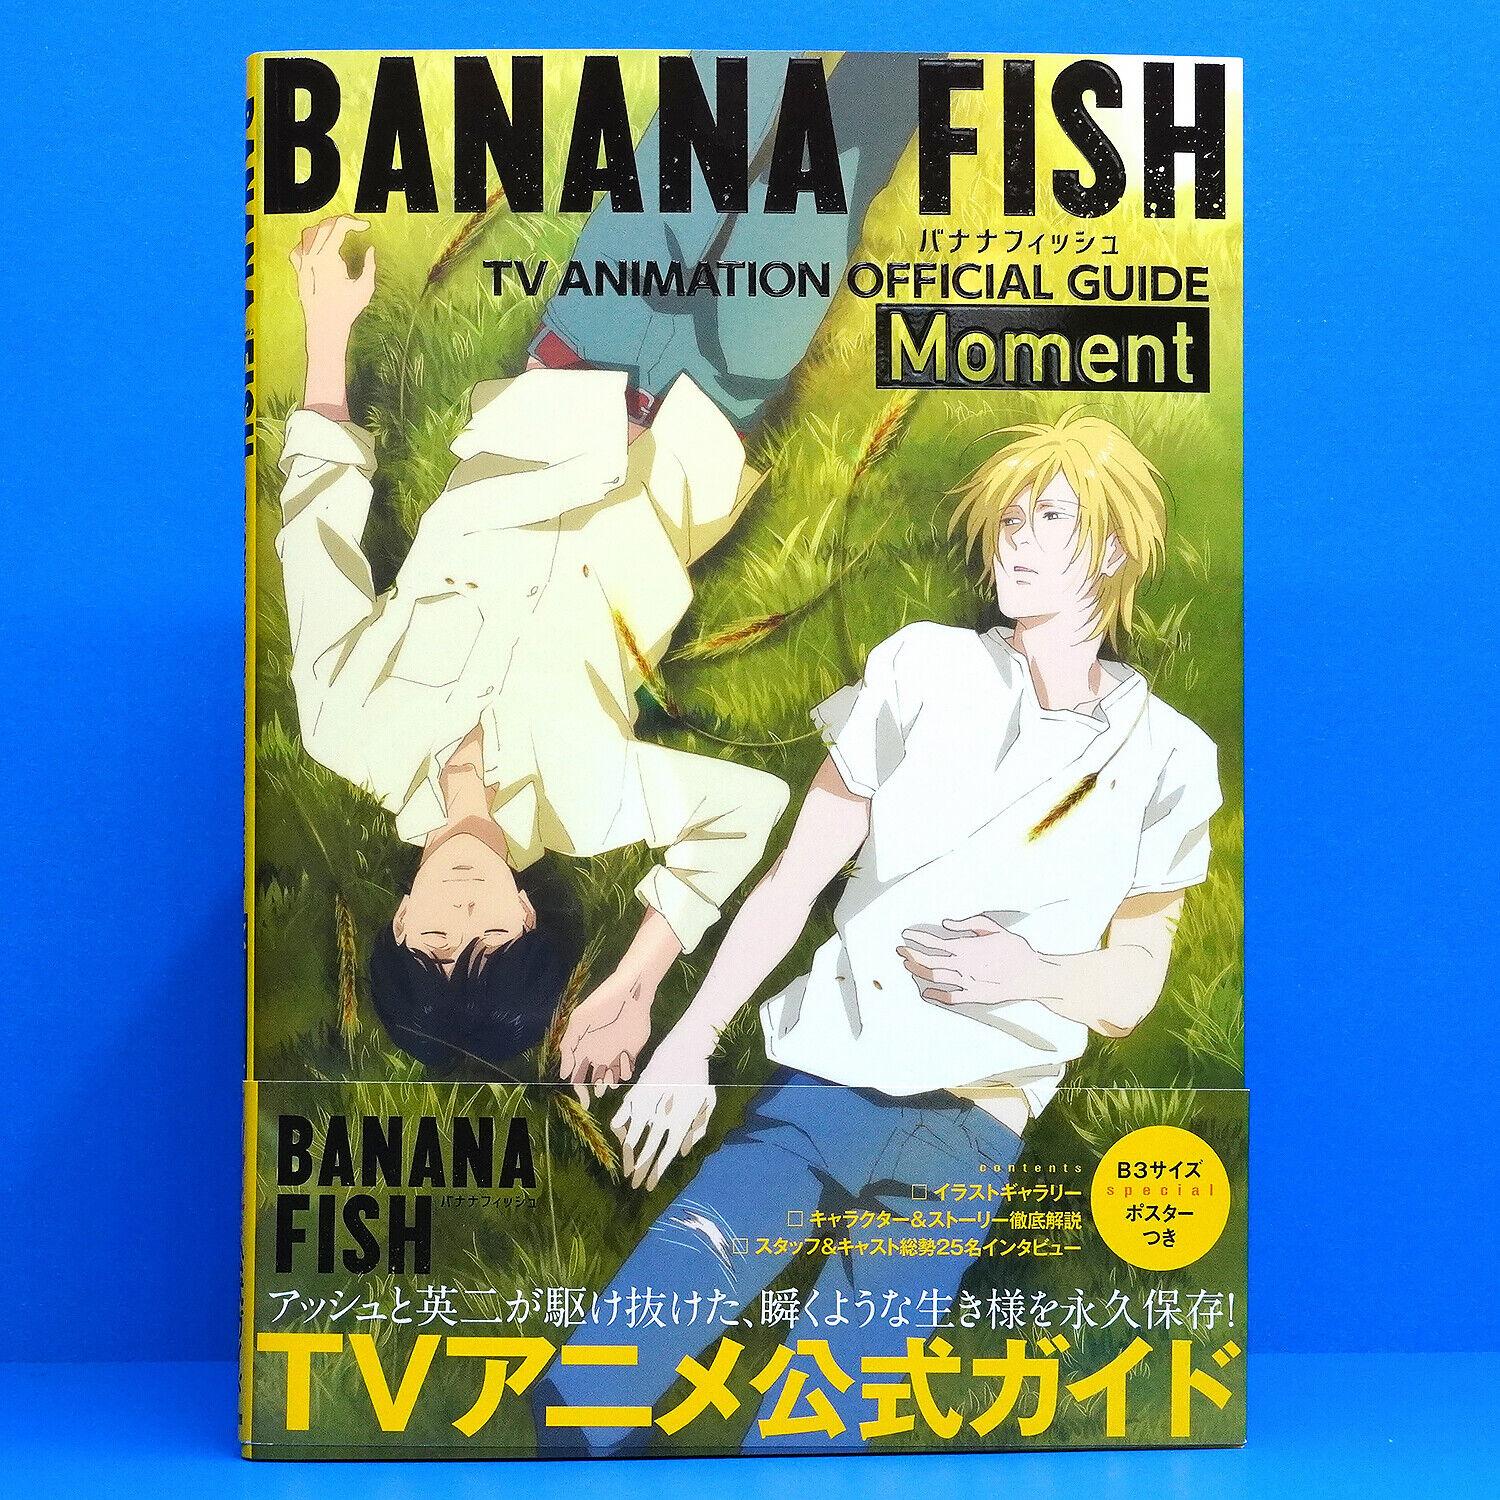 BANANA FISH
バナナフィッシュ
TV ANIMATION OFFICIAL GUIDE
Moment
BANANA
FISH
バナナフィッシュ
contents
□ イラストギャラリー
□ キャラクター&ストーリー徹底解説
□ スタッフ&キャスト総勢25名インタビュー
B3サイズ
special
ポスター
つき
アッシュと英二が駆け抜けた、瞬くような生き様を永久保存!
TVアニメ公式ガイド